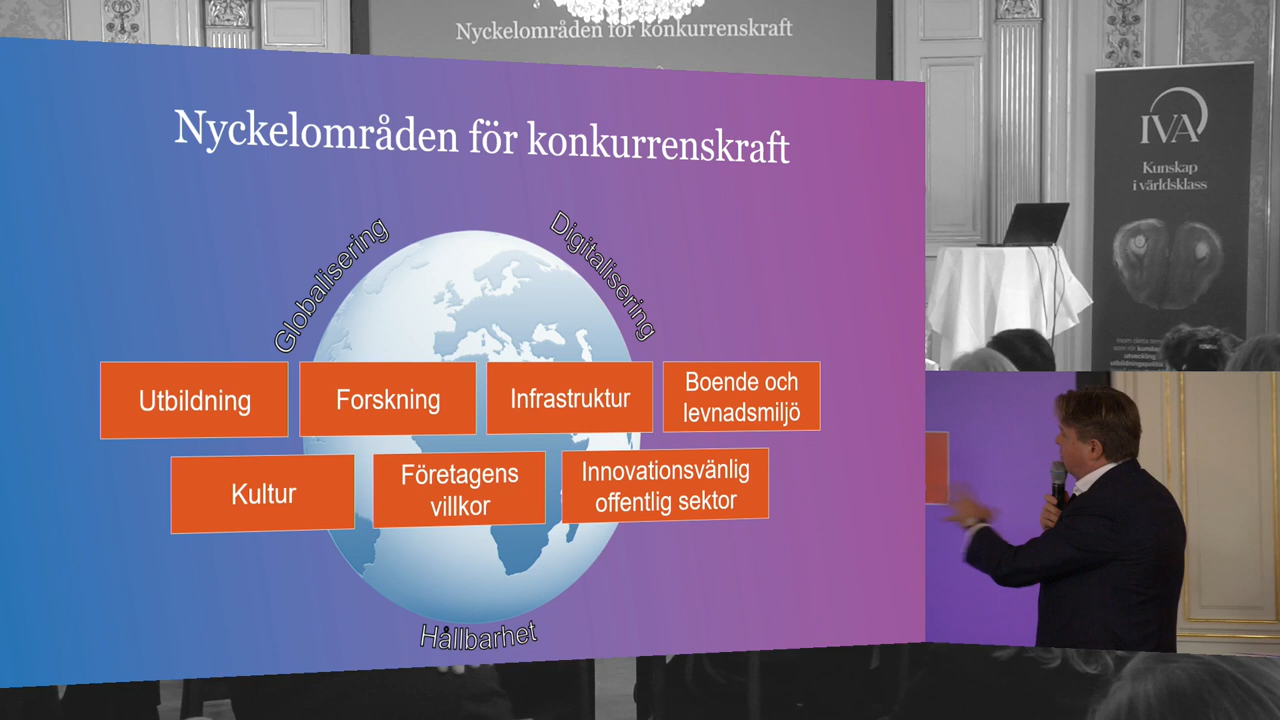 Nyckelområden för konkurrenskraft
Nyckelområden för konkurrenskraft
Globalisering
Digitalisering
Utbildning
Forskning
Infrastruktur
Boende och
levnadsmiljö
Kultur
Företagens
villkor
Innovationsvänlig
offentlig sektor
Hållbarhet
IVA
Kunskap
i världsklass
utveckling